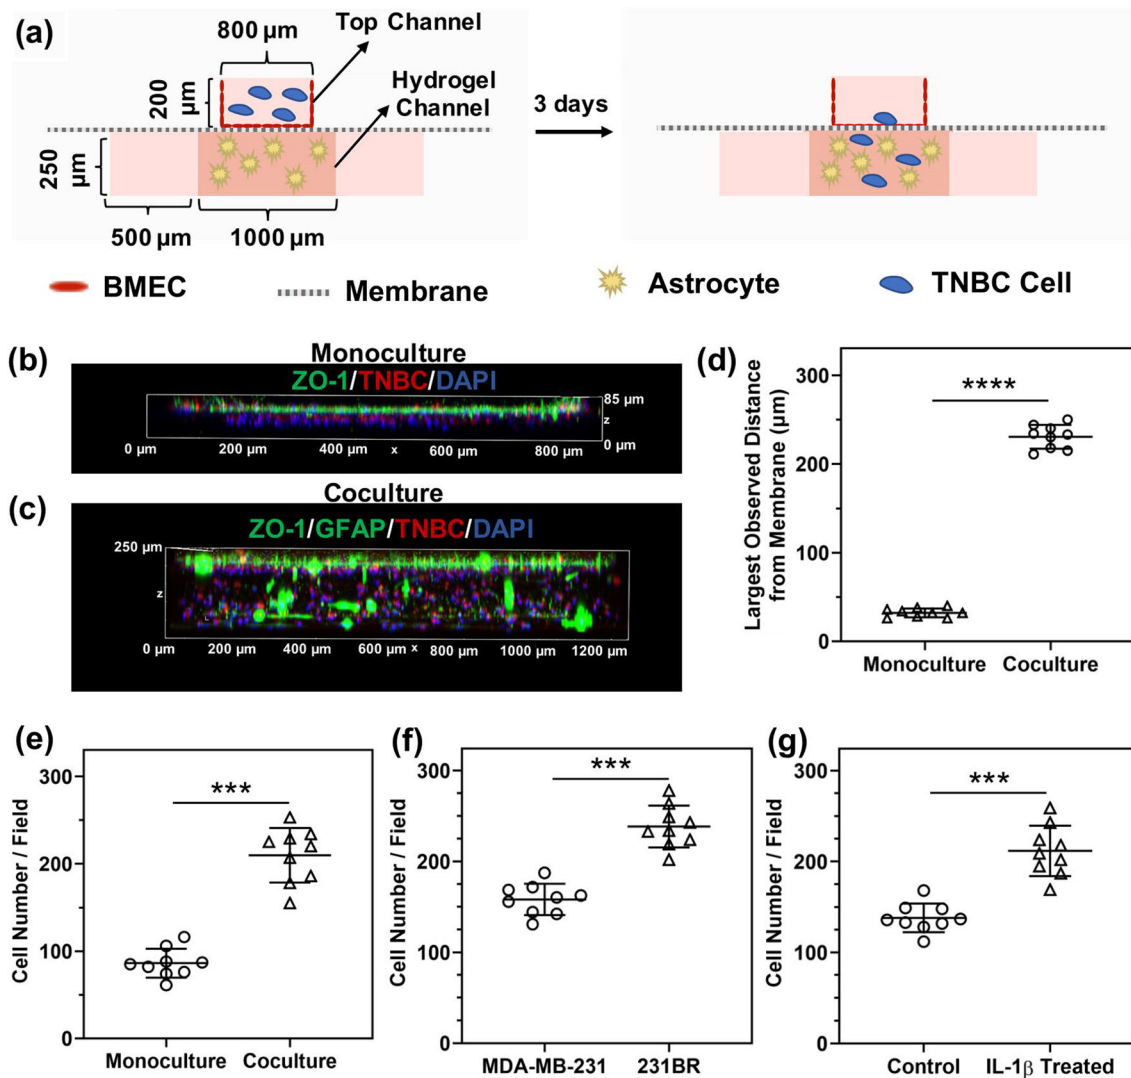 (a)
800 µm
Top Channel
200 µm
Hydrogel
Channel
3 days
250 µm
500 µm
1000 µm
BMEC
Membrane
Astrocyte
TNBC Cell
(b)
Monoculture
ZO-1/TNBC/DAPI
85 µm
z
0 µm
0 µm 200 µm 400 µm x 600 µm 800 µm
(c)
Coculture
ZO-1/GFAP/TNBC/DAPI
250 µm
z
0 µm 200 µm 400 µm 600 µm x 800 µm 1000 µm 1200 µm
(d)
Largest Observed Distance
from Membrane (µm)
300
200
100
0
****
Monoculture Coculture
(e)
Cell Number / Field
300
200
100
0
***
Monoculture Coculture
(f)
Cell Number / Field
300
200
100
0
***
MDA-MB-231 231BR
(g)
Cell Number / Field
300
200
100
0
***
Control IL-1β Treated